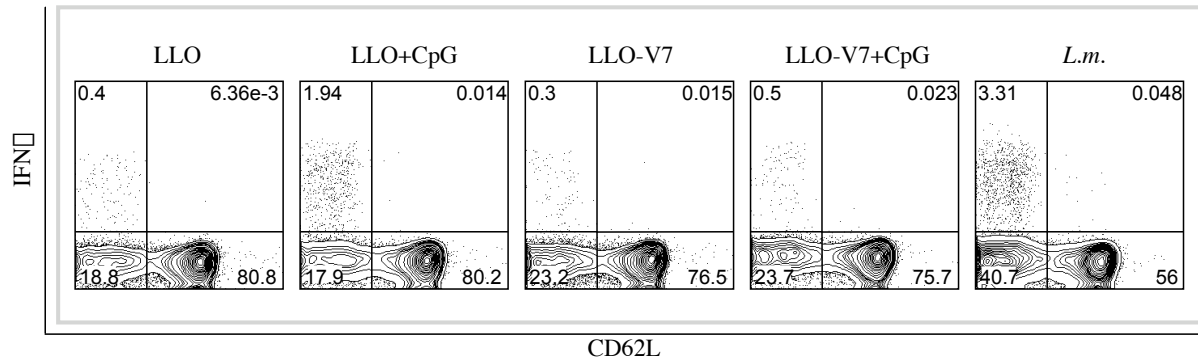 LLO LLO+CpG LLO-V7 LLO-V7+CpG L.m.
0.4 6.36e-3 1.94 0.014 0.3 0.015 0.5 0.023 3.31 0.048
IFN▯
18.8 80.8 17.9 80.2 23.2 76.5 23.7 75.7 40.7 56
CD62L